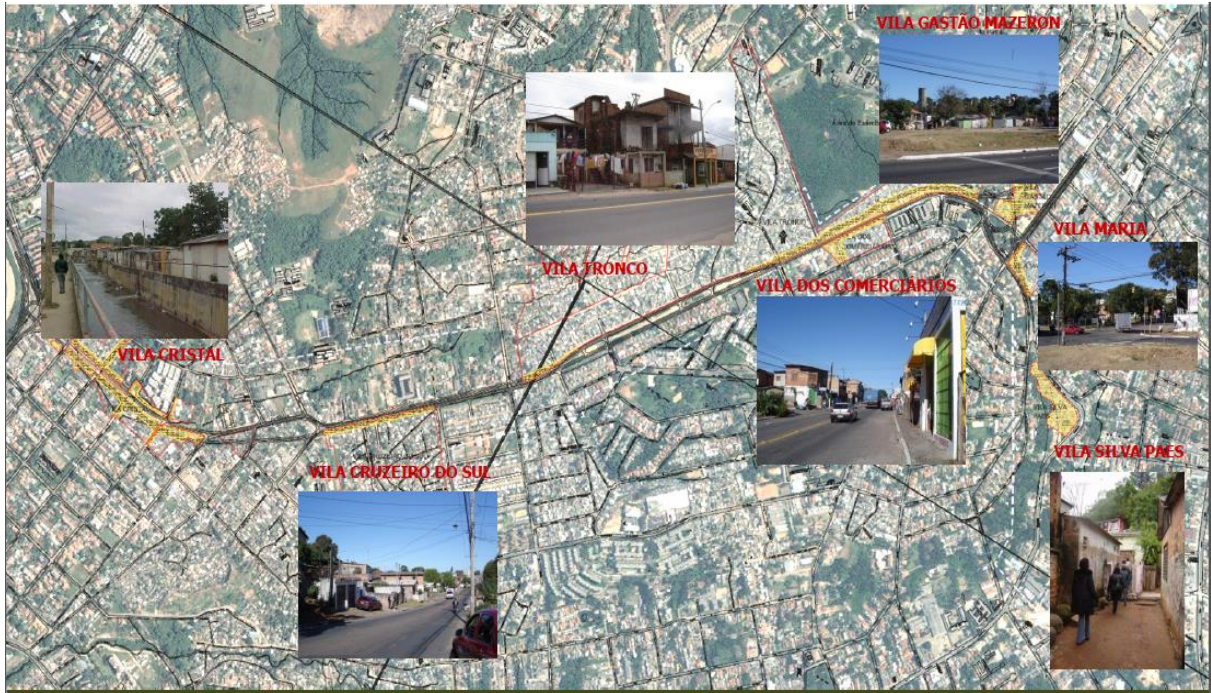 VILA GASTÃO MAZERON
VILA MARIA
VILA TRONCO
VILA DOS COMERCIÁRIOS
VILA CRISTAL
VILA SILVA PAES
VILA CRUZEIRO DO SUL